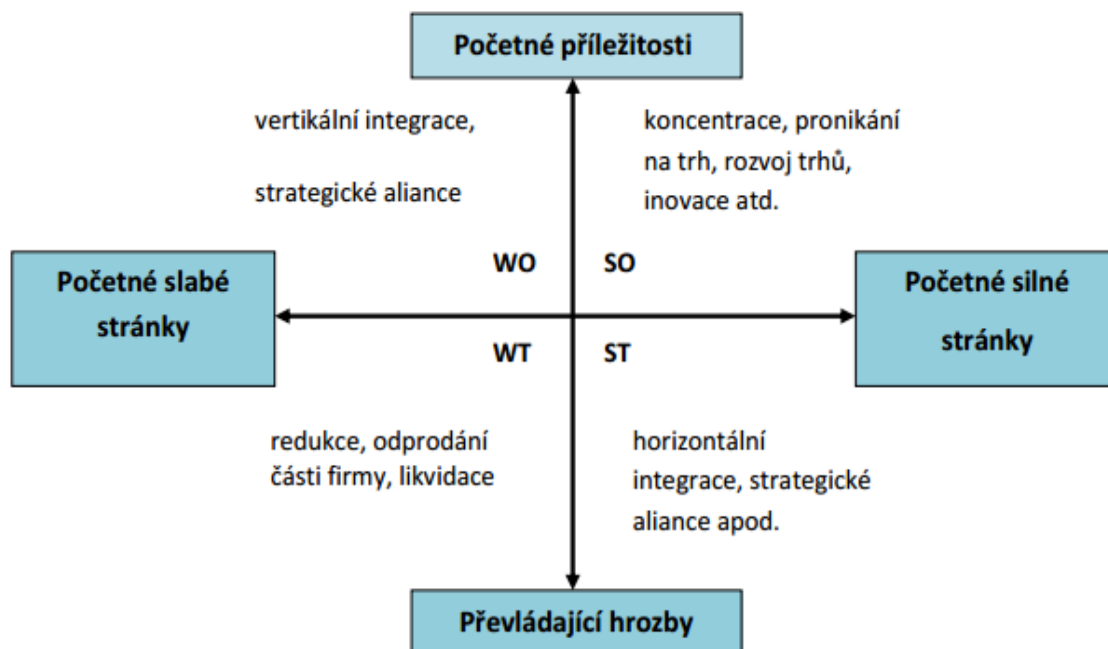 Početné příležitosti
vertikální integrace,
strategické aliance
koncentrace, pronikání
na trh, rozvoj trhů,
inovace atd.
WO
SO
Početné slabé
stránky
Početné silné
stránky
WT
ST
redukce, odprodání
části firmy, likvidace
horizontální
integrace, strategické
aliance apod.
Převládající hrozby